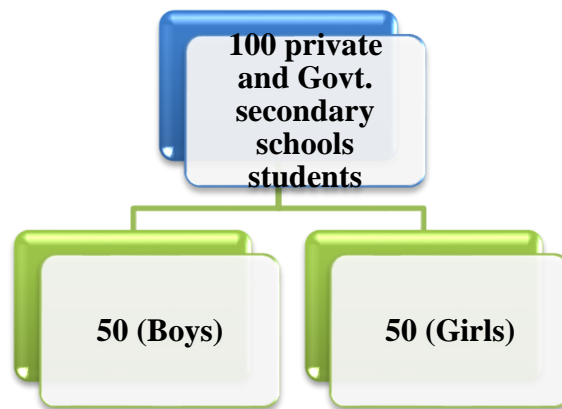 100 private
and Govt.
secondary
schools
students
50 (Boys)
50 (Girls)